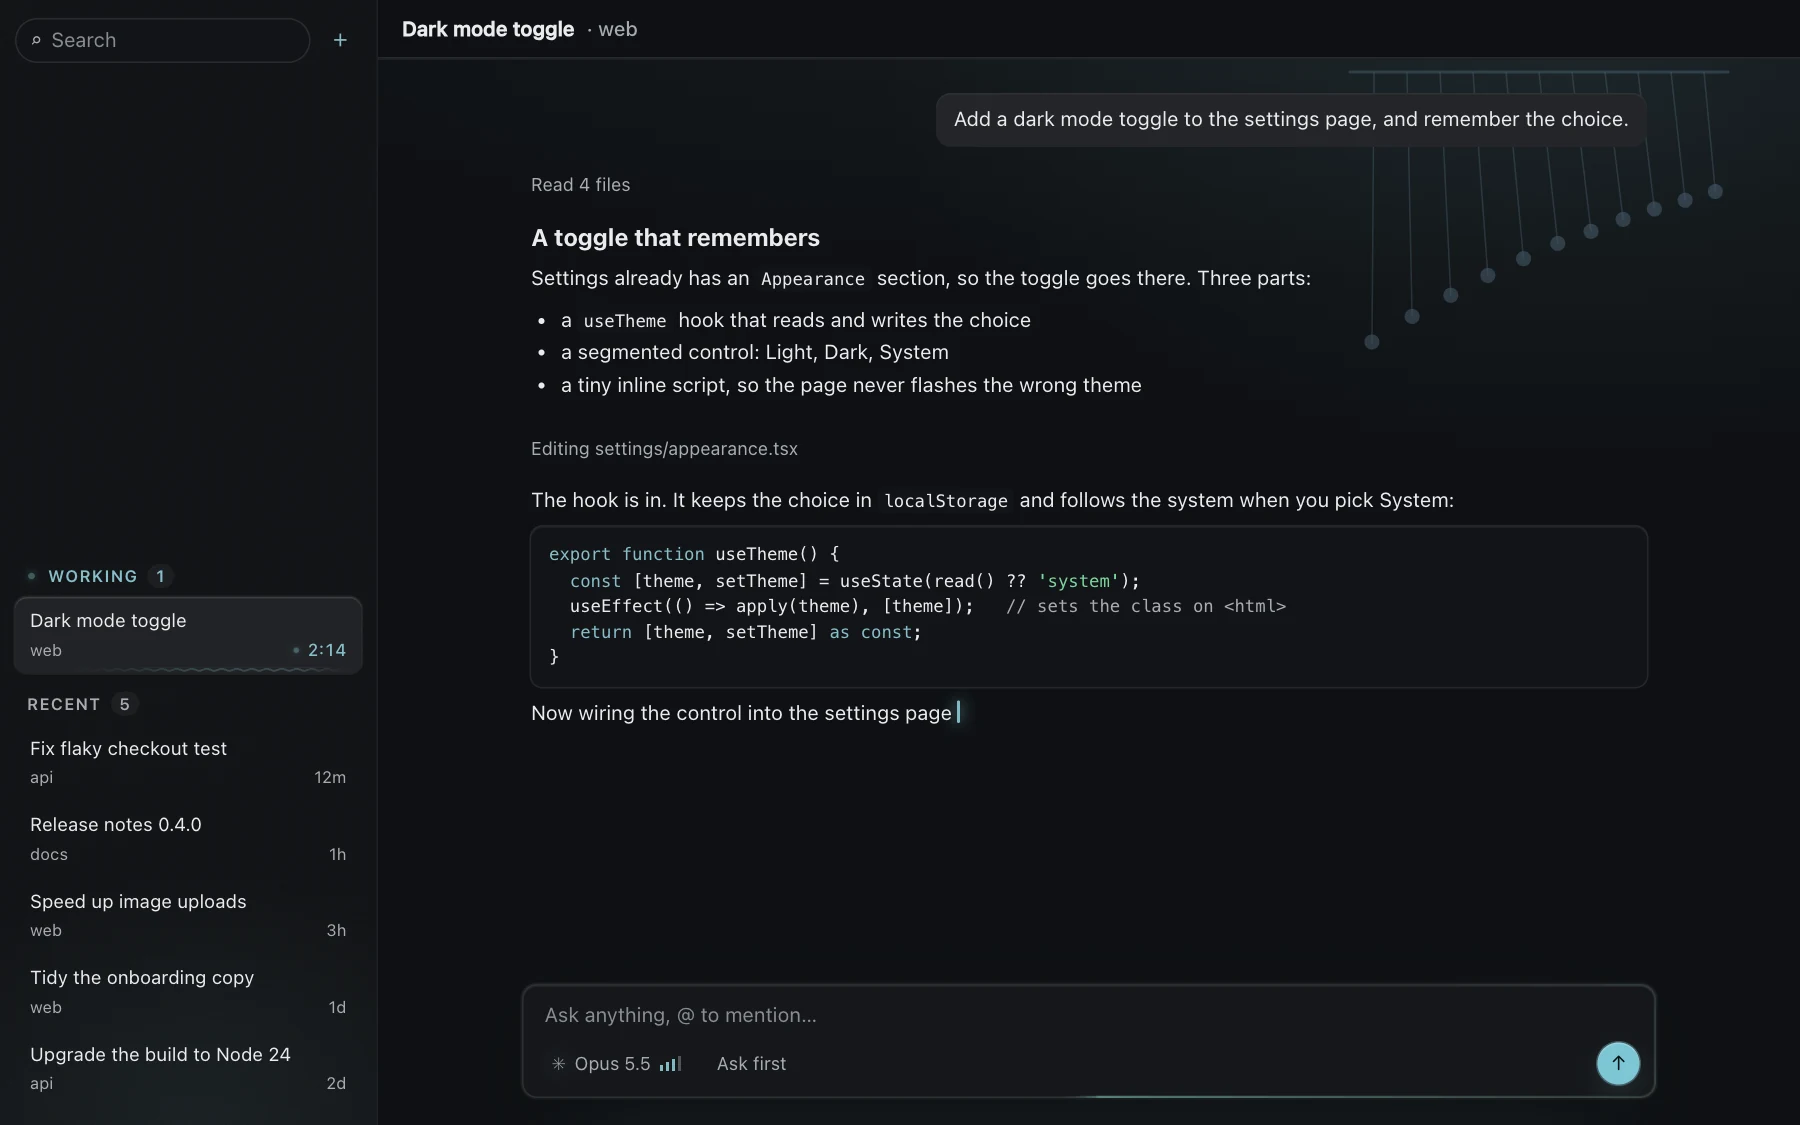 Search
+
Dark mode toggle · web
Add a dark mode toggle to the settings page, and remember the choice.
Read 4 files
A toggle that remembers
Settings already has an Appearance section, so the toggle goes there. Three parts:
• a useTheme hook that reads and writes the choice
• a segmented control: Light, Dark, System
• a tiny inline script, so the page never flashes the wrong theme
Editing settings/appearance.tsx
The hook is in. It keeps the choice in localStorage and follows the system when you pick System:
export function useTheme() {
  const [theme, setTheme] = useState(read() ?? 'system');
  useEffect(() => apply(theme), [theme]);   // sets the class on <html>
  return [theme, setTheme] as const;
}
Now wiring the control into the settings page
WORKING 1
Dark mode toggle
web 2:14
RECENT 5
Fix flaky checkout test
api 12m
Release notes 0.4.0
docs 1h
Speed up image uploads
web 3h
Tidy the onboarding copy
web 1d
Upgrade the build to Node 24
api 2d
Ask anything, @ to mention...
Opus 5.5 Ask first